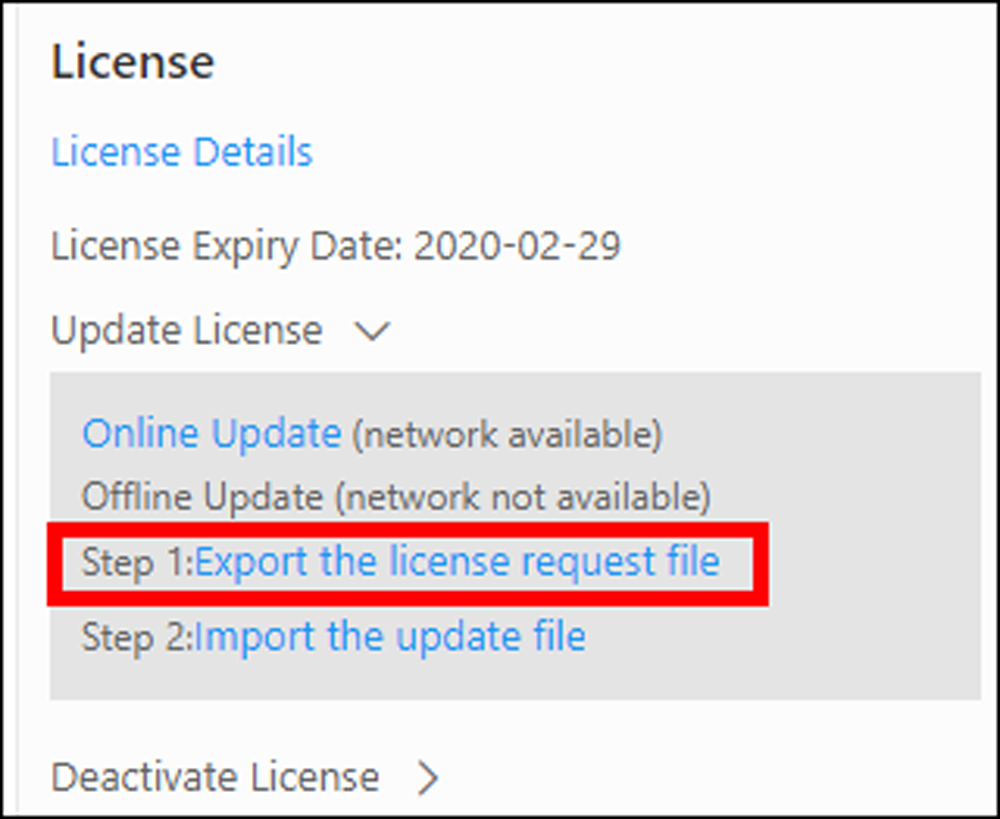 License
License Details
License Expiry Date: 2020-02-29
Update License
Online Update (network available)
Offline Update (network not available)
Step 1:Export the license request file
Step 2:Import the update file
Deactivate License